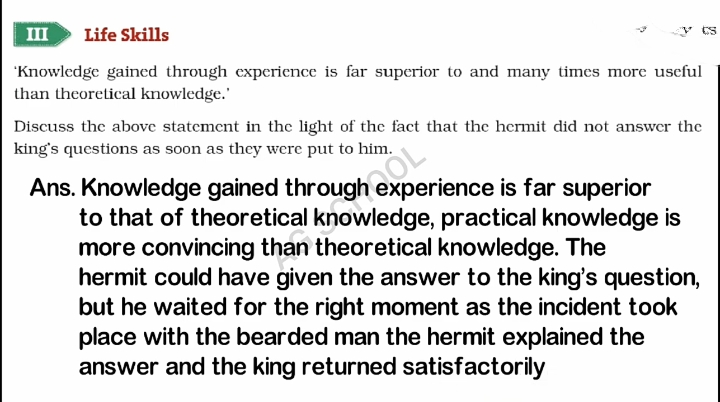 III Life Skills
'Knowledge gained through experience is far superior to and many times more useful
than theoretical knowledge.'
Discuss the above statement in the light of the fact that the hermit did not answer the
king's questions as soon as they were put to him.
Ans. Knowledge gained through experience is far superior
to that of theoretical knowledge, practical knowledge is
more convincing than theoretical knowledge. The
hermit could have given the answer to the king's question,
but he waited for the right moment as the incident took
place with the bearded man the hermit explained the
answer and the king returned satisfactorily
AG SCHOOL